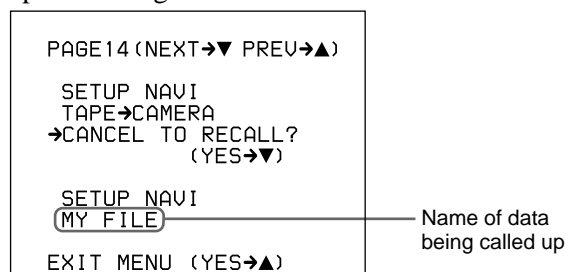 PAGE14(NEXT➔▼ PREV➔▲)
SETUP NAVI
TAPE➔CAMERA
➔CANCEL TO RECALL?
(YES➔▼)
SETUP NAVI
MY FILE
Name of data
being called up
EXIT MENU (YES➔▲)